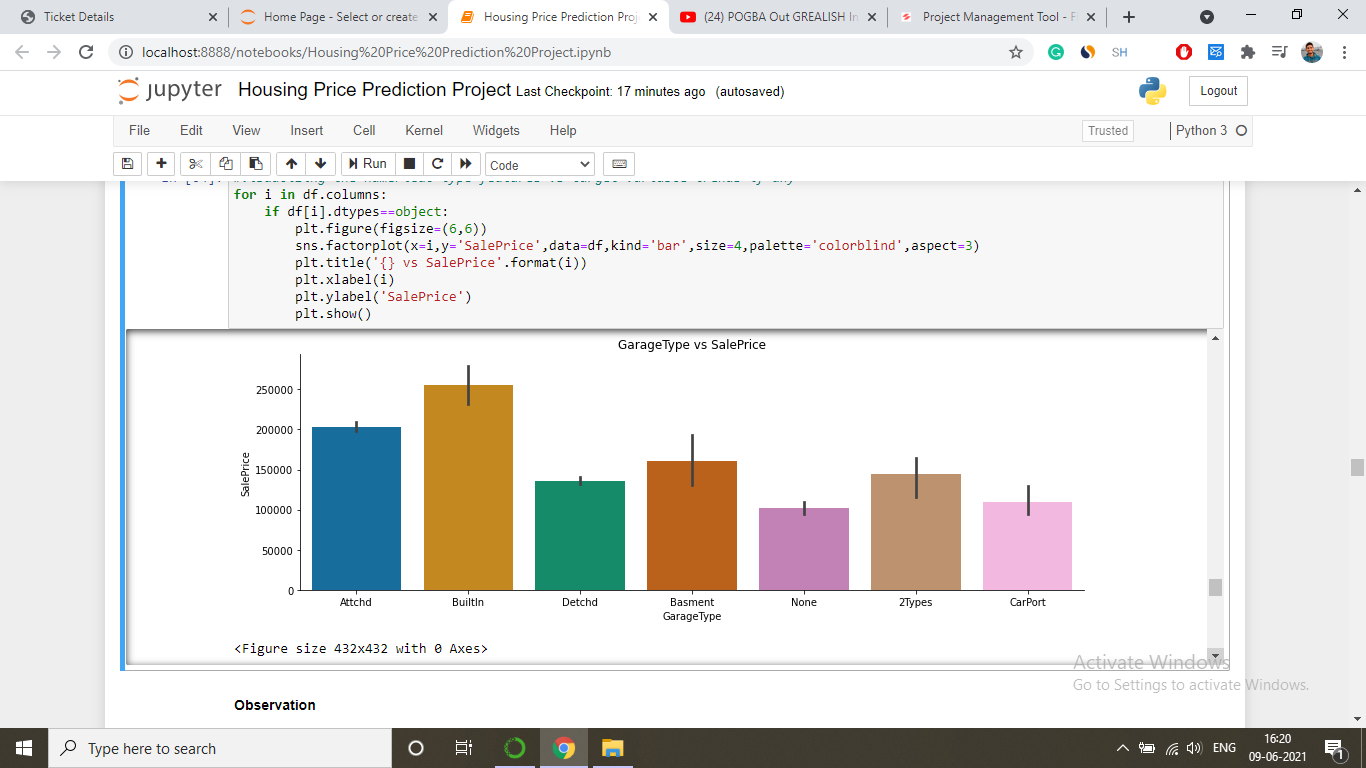 Ticket Details
Home Page - Select or create
Housing Price Prediction Proj
(24) POGBA Out GREALISH In
Project Management Tool - F
localhost:8888/notebooks/Housing%20Price%20Prediction%20Project.ipynb
SH
jupyter Housing Price Prediction Project Last Checkpoint: 17 minutes ago (autosaved)
Logout
File Edit View Insert Cell Kernel Widgets Help
Trusted
Python 3
Run
Code
for i in df.columns:
    if df[i].dtypes==object:
        plt.figure(figsize=(6,6))
        sns.factorplot(x=i,y='SalePrice',data=df,kind='bar',size=4,palette='colorblind',aspect=3)
        plt.title('{} vs SalePrice'.format(i))
        plt.xlabel(i)
        plt.ylabel('SalePrice')
        plt.show()
GarageType vs SalePrice
250000
200000
150000
100000
50000
0
SalePrice
Attchd BuiltIn Detchd Basment None 2Types CarPort
GarageType
<Figure size 432x432 with 0 Axes>
Activate Windows
Go to Settings to activate Windows.
Observation
Type here to search
ENG
16:20
09-06-2021
1